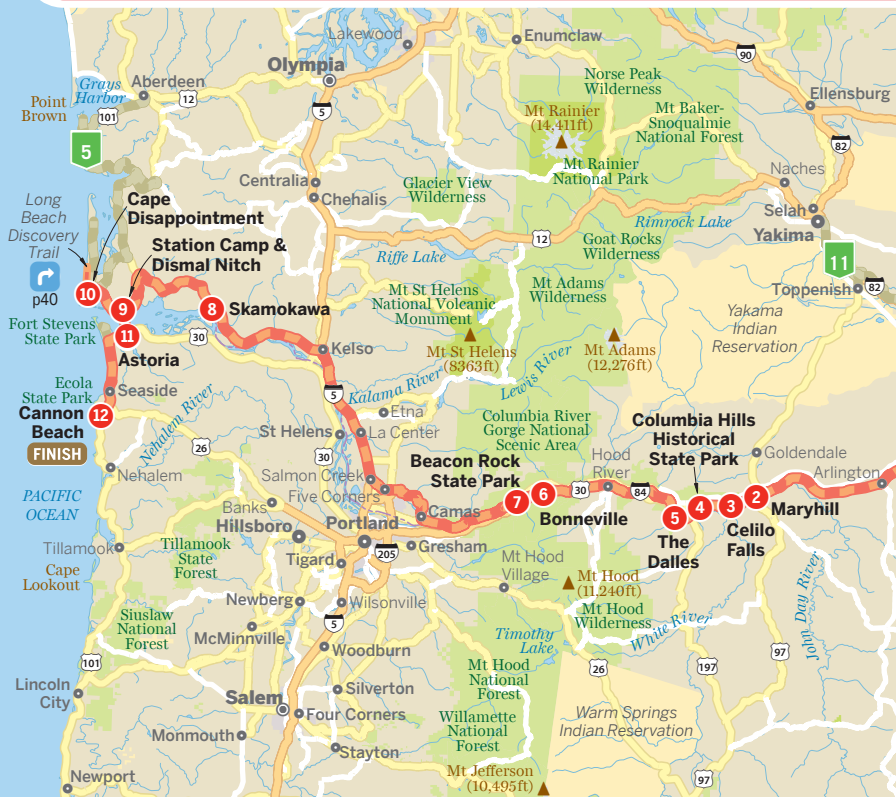 Lakewood
Enumclaw
Olympia
90
Grays
Harbor
Aberdeen
12
Norse Peak
Wilderness
Ellensburg
Point
Brown
101
5
Mt Rainier
(14,411ft)
Mt Baker-
Snoqualmie
National Forest
5
82
Mt Rainier
National Park
Naches
Centralia
Glacier View
Wilderness
Chehalis
Long
Beach
Discovery
Trail
Cape
Disappointment
Selah
Rimrock Lake
Yakima
12
Goat Rocks
Wilderness
Station Camp &
Dismal Nitch
Riffe Lake
11
p40
10
Mt St Helens
National Volcanic
Monument
Mt Adams
Wilderness
Toppenish
82
9
8
Skamokawa
Yakama
Indian
Reservation
Fort Stevens
State Park
11
30
Astoria
Kelso
Mt St Helens
(8363ft)
Lewis River
Mt Adams
(12,276ft)
Ecola
State Park
Seaside
Kalama River
5
Cannon
Beach
12
Nehalem River
Etna
Columbia River
Gorge National
Scenic Area
Columbia Hills
Historical
State Park
FINISH
St Helens
La Center
26
30
Beacon Rock
State Park
Hood
River
Goldendale
Nehalem
Salmon Creek
Arlington
PACIFIC
OCEAN
Five Corners
7
6
30
84
5
4
3
2
Maryhill
Banks
Camas
Bonneville
Hillsboro
Portland
The
Dalles
Celilo
Falls
Tillamook
Tillamook
State
Forest
205
Gresham
Cape
Lookout
Tigard
Mt Hood
Village
Mt Hood
(11,240ft)
John Day River
Newberg
Wilsonville
Siuslaw
National
Forest
Mt Hood
Wilderness
White River
McMinnville
5
Timothy
Lake
Woodburn
101
26
197
97
Mt Hood
National
Forest
Lincoln
City
Silverton
Salem
Four Corners
Willamette
National
Forest
Warm Springs
Indian Reservation
Monmouth
Stayton
Newport
Mt Jefferson
(10,495ft)
97